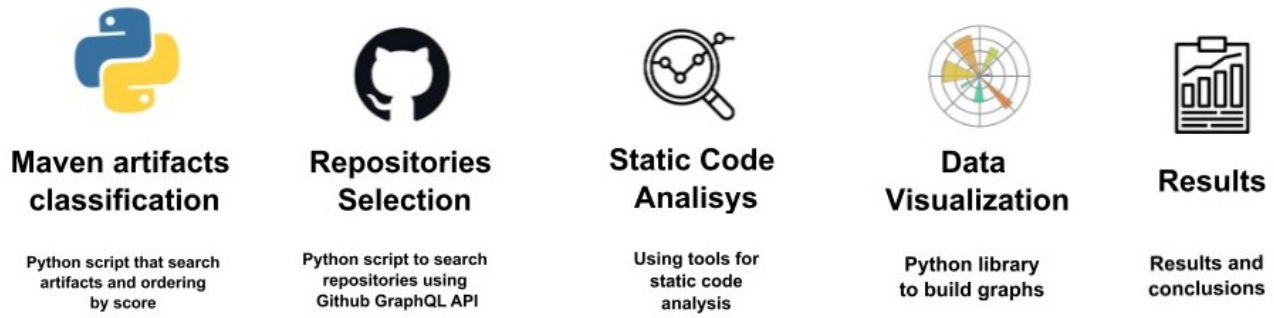 Maven artifacts
classification
Python script that search
artifacts and ordering
by score
Repositories
Selection
Python script to search
repositories using
Github GraphQL API
Static Code
Analisys
Using tools for
static code
analysis
Data
Visualization
Python library
to build graphs
Results
Results and
conclusions